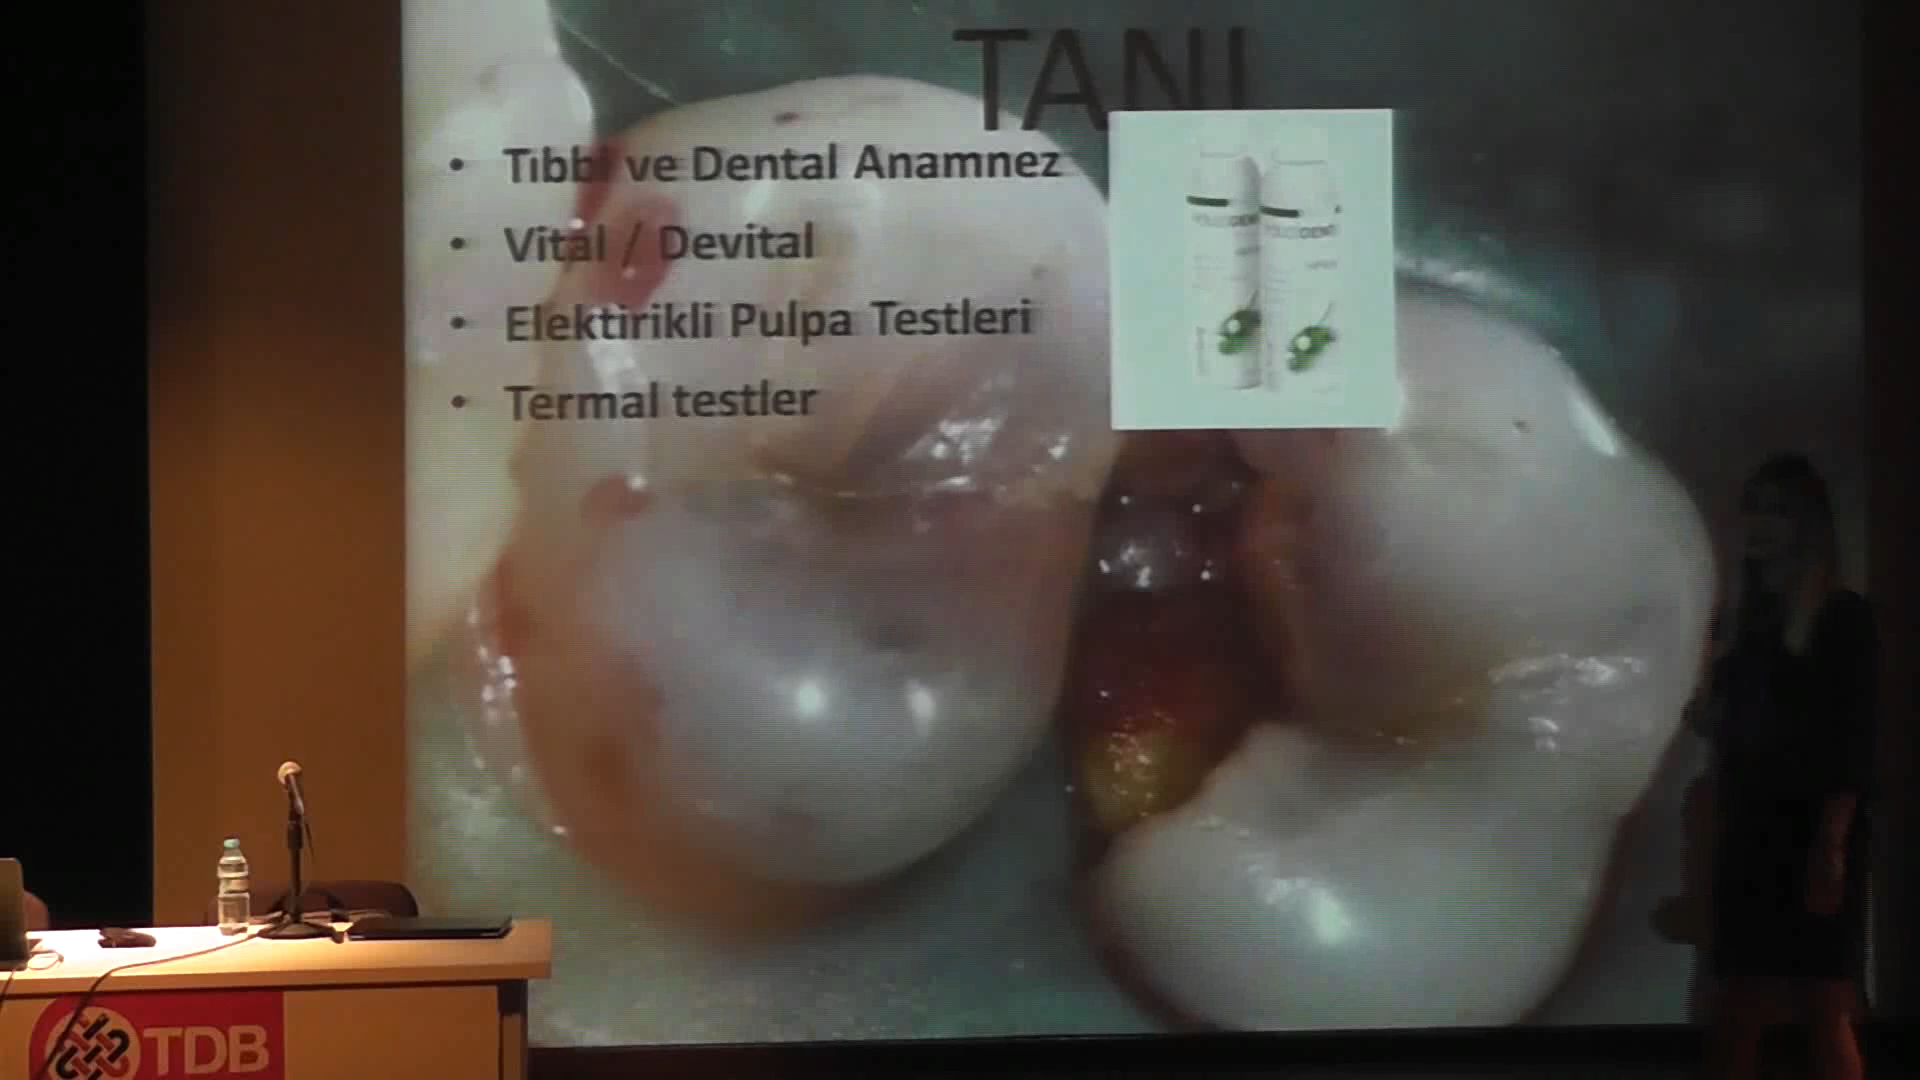 TANI
• Tıbbi ve Dental Anamnez
• Vital / Devital
• Elektirikli Pulpa Testleri
• Termal testler
TDB